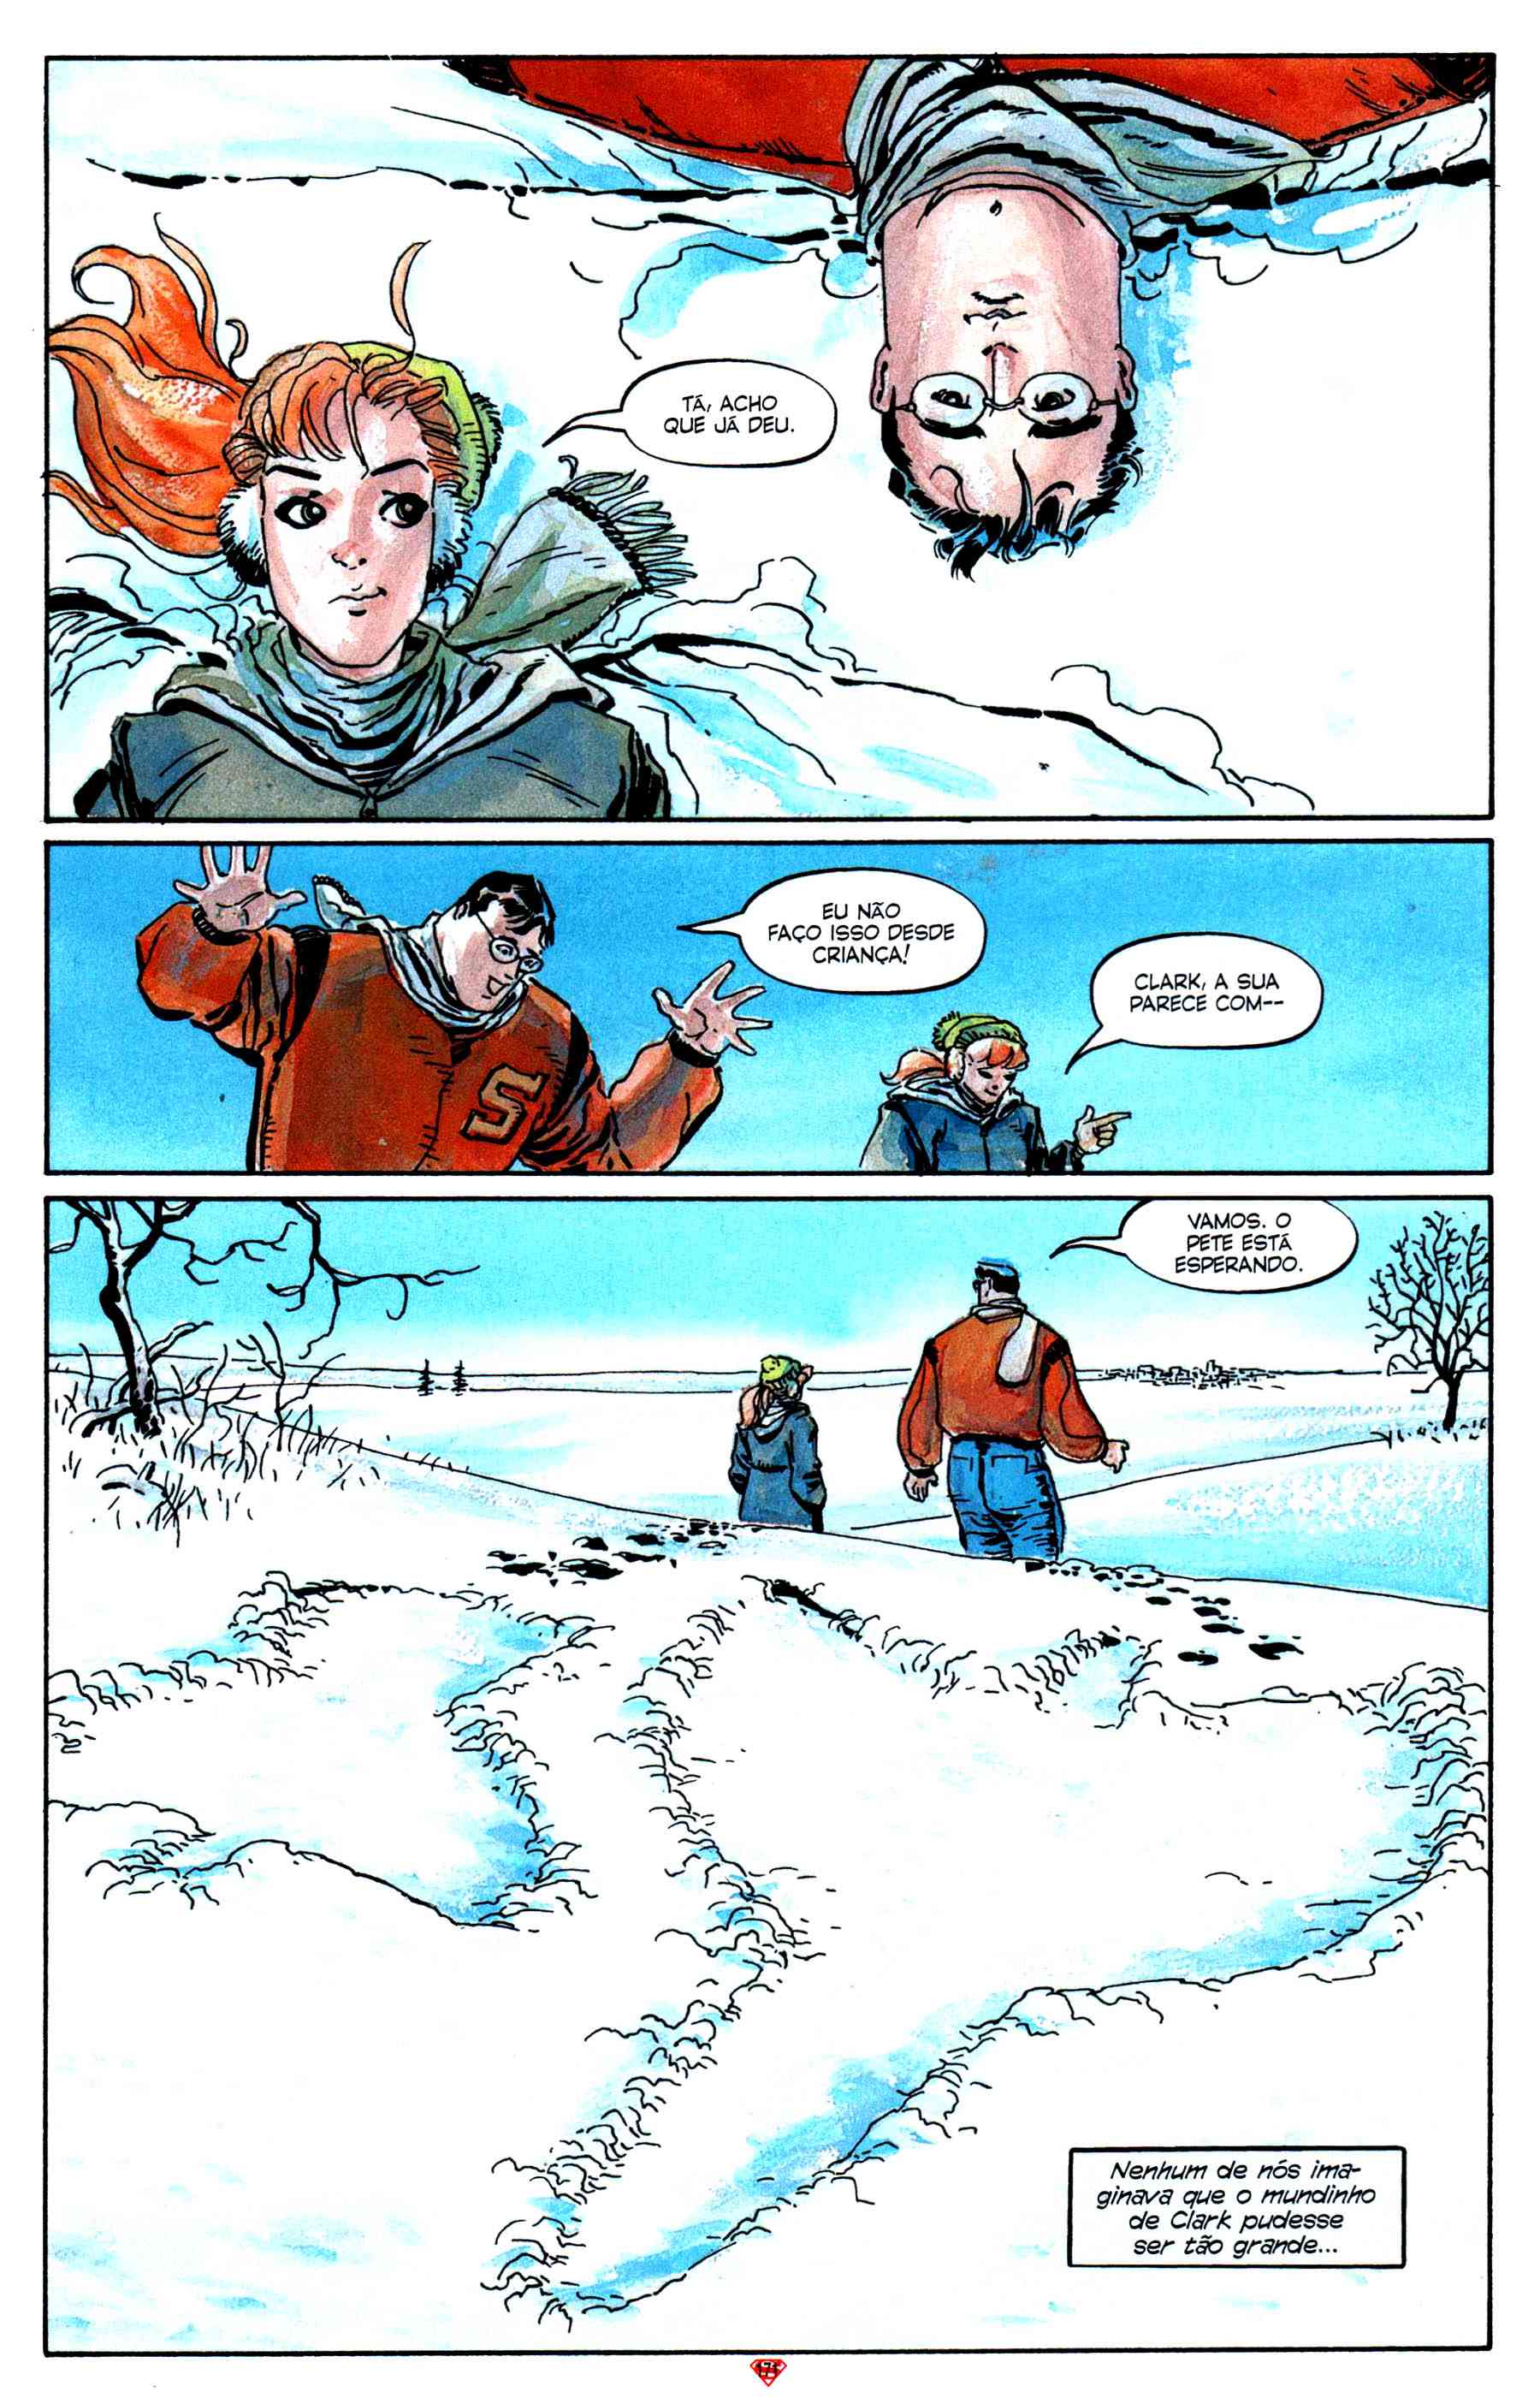 TÁ, ACHO
QUE JÁ DEU.
EU NÃO
FAÇO ISSO DESDE
CRIANÇA!
CLARK, A SUA
PARECE COM--
S
VAMOS. O
PETE ESTÁ
ESPERANDO.
Nenhum de nós ima-
ginava que o mundinho
de Clark pudesse
ser tão grande...